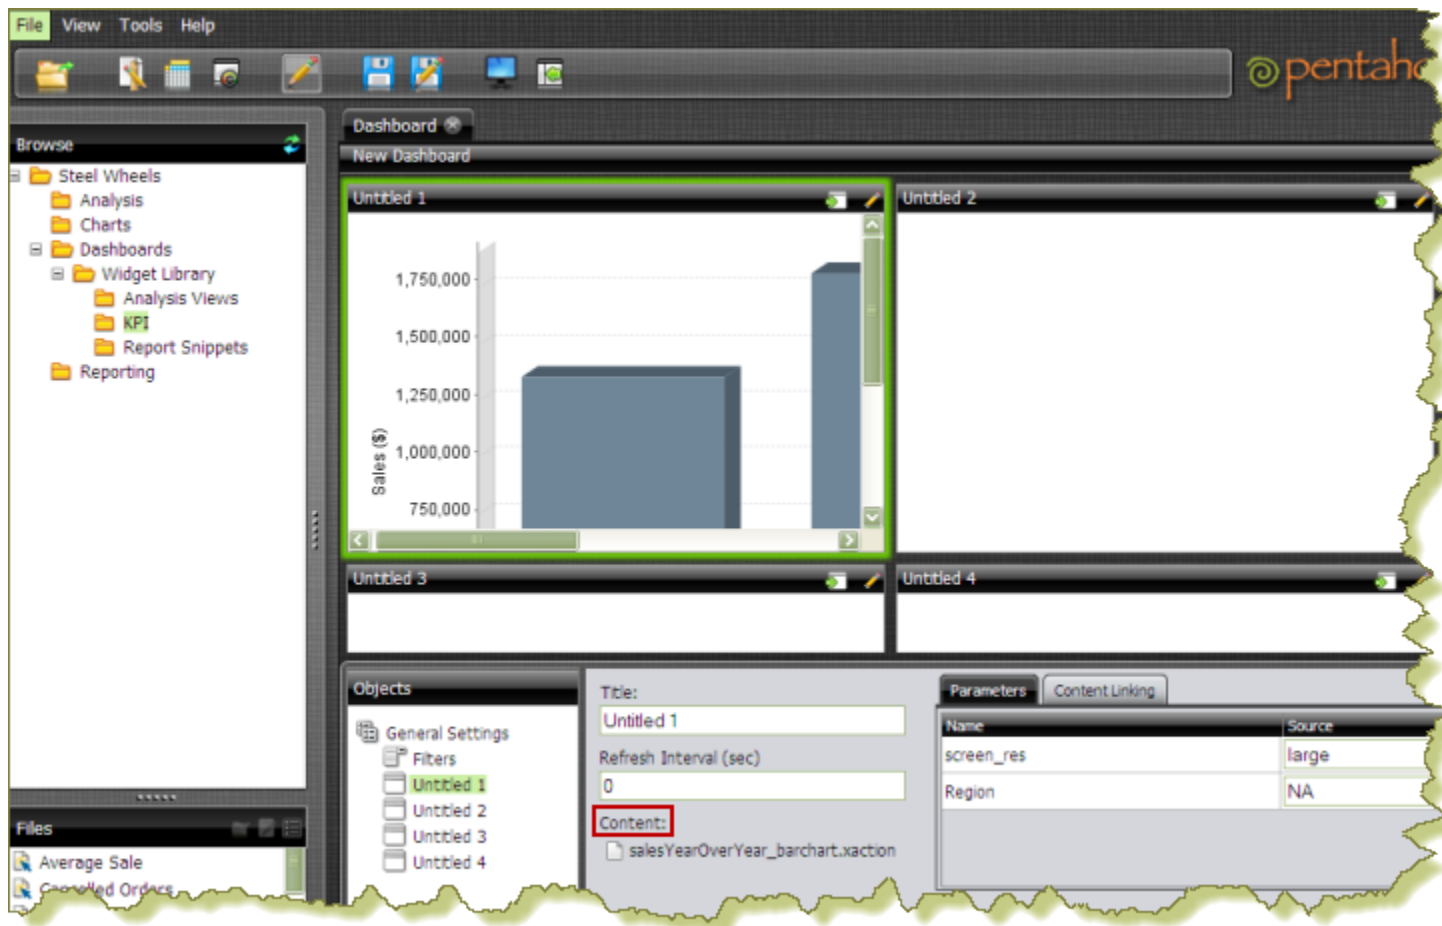 File View Tools Help
pentaho
Browse
Steel Wheels
Analysis
Charts
Dashboards
Widget Library
Analysis Views
KPI
Report Snippets
Reporting
Files
Average Sale
Cancelled Orders
Dashboard
New Dashboard
Untitled 1
1,750,000
1,500,000
1,250,000
1,000,000
750,000
Sales ($)
Untitled 2
Untitled 3
Untitled 4
Objects
General Settings
Filters
Untitled 1
Untitled 2
Untitled 3
Untitled 4
Title:
Untitled 1
Refresh Interval (sec)
0
Content:
salesYearOverYear_barchart.xaction
Parameters Content Linking
Name Source
screen_res large
Region NA